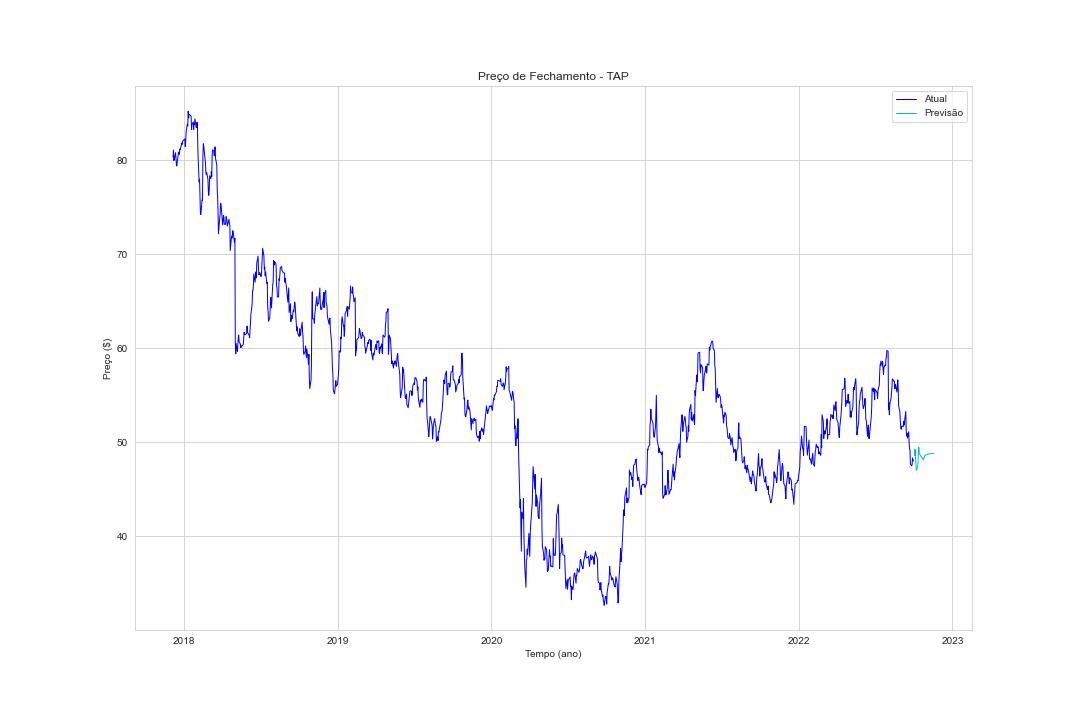 Preço de Fechamento - TAP
Atual
Previsão
80
70
60
50
40
Preço ($)
2018
2019
2020
2021
2022
2023
Tempo (ano)